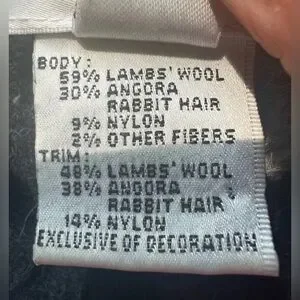 BODY:
59% LAMBS' WOOL
30% ANGORA
RABBIT HAIR
9% NYLON
2% OTHER FIBERS
TRIM:
48% LAMBS' WOOL
38% ANGORA
RABBIT HAIR
14% NYLON
EXCLUSIVE OF DECORATION